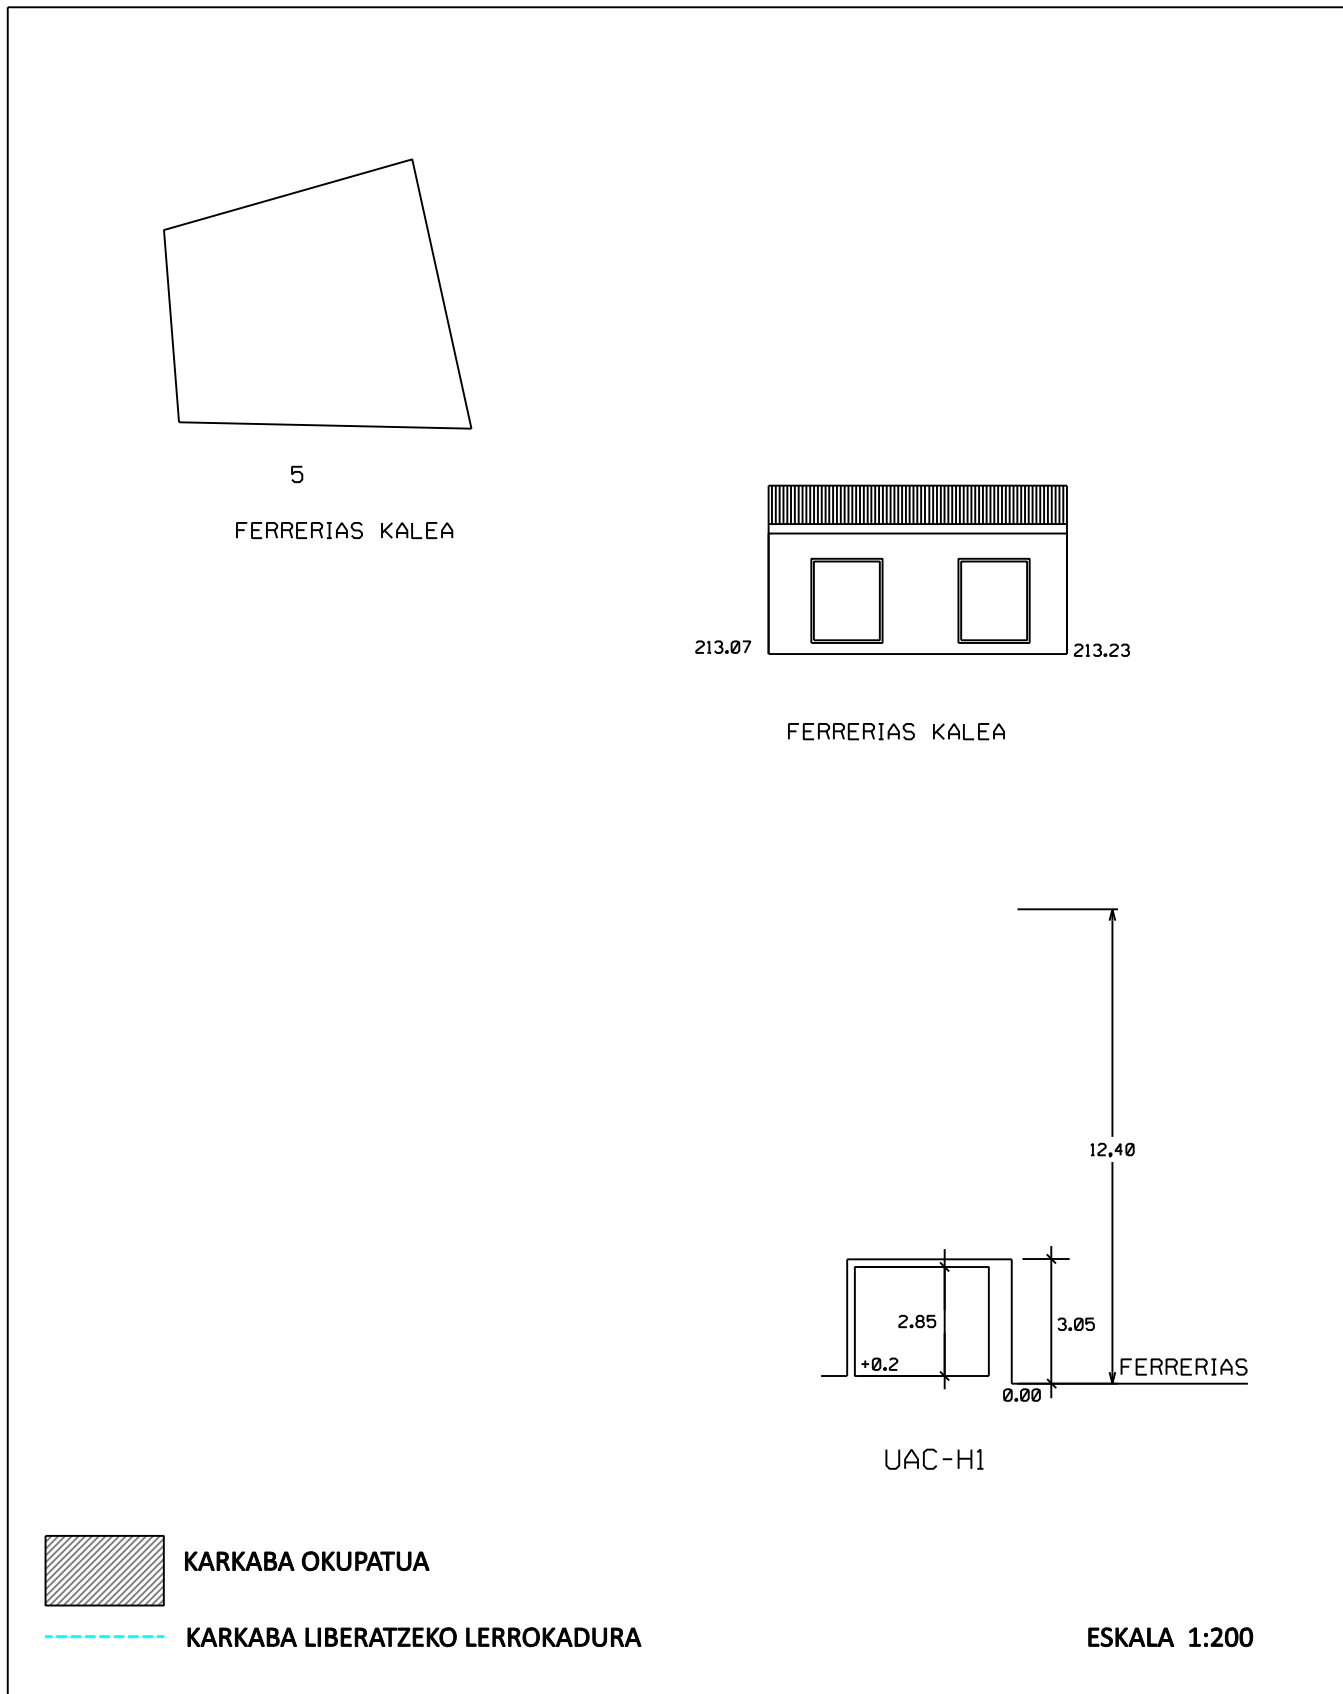 5
FERRERIAS KALEA
213.07
213.23
FERRERIAS KALEA
12.40
2.85
3.05
+0.2
FERRERIAS
0.00
UAC-H1
KARKABA OKUPATUA
KARKABA LIBERATZEKO LERROKADURA
ESKALA 1:200